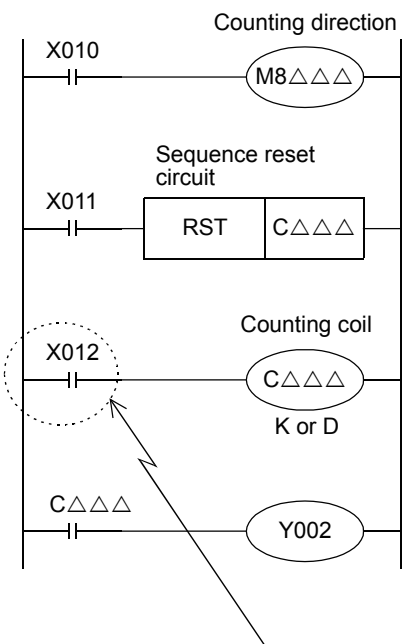 Counting direction
X010
M8△△△
Sequence reset
circuit
X011
RST
C△△△
Counting coil
X012
C△△△
K or D
C△△△
Y002